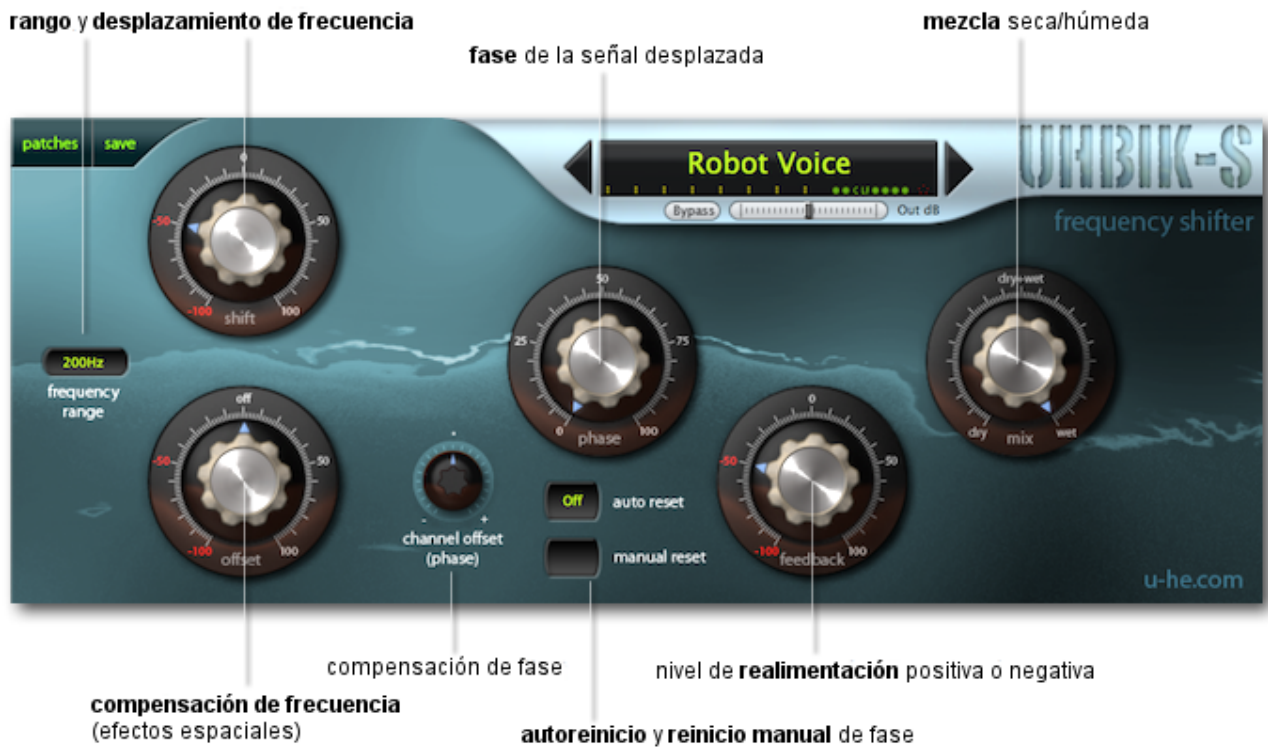 rango y desplazamiento de frecuencia
mezcla seca/húmeda
fase de la señal desplazada
patches save
Robot Voice
UHBIK-S
CLF
Bypass Out dB
frequency shifter
0
-50 50
-100 100
shift
200Hz
frequency
range
50
25 75
0 100
phase
dry wet
dry wet
mix
off
-50 50
-100 100
offset
- +
channel offset
(phase)
Off auto reset
manual reset
0
-50 50
-100 100
feedback
u-he.com
compensación de fase
nivel de realimentación positiva o negativa
compensación de frecuencia
(efectos espaciales)
autoreinicio y reinicio manual de fase